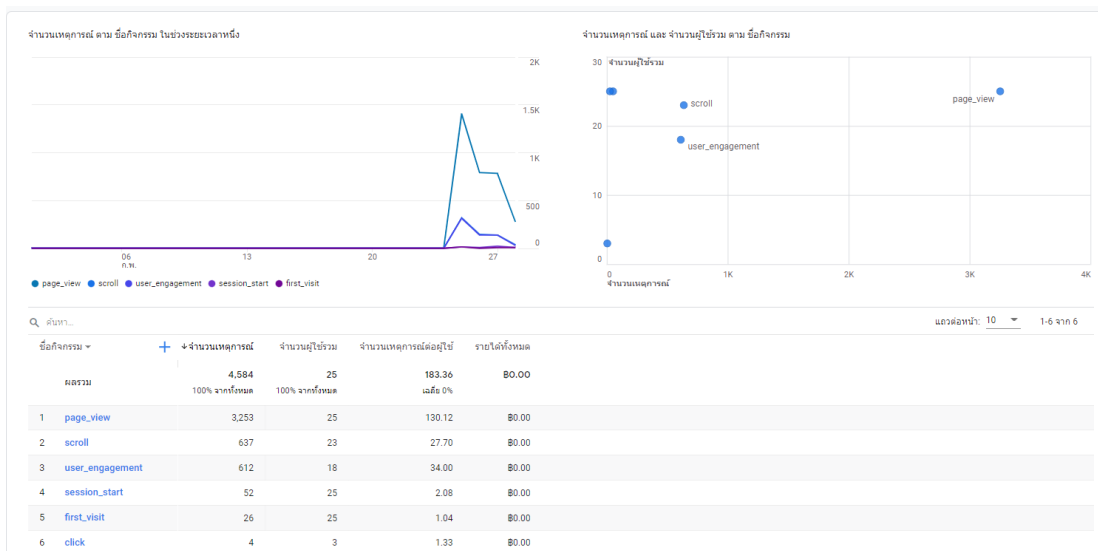 จำนวนเหตุการณ์ ตาม ชื่อกิจกรรม ในช่วงระยะเวลาหนึ่ง
2K
1.5K
1K
500
0
06
ก.พ.
13
20
27
page_view scroll user_engagement session_start first_visit
จำนวนเหตุการณ์ และ จำนวนผู้ใช้รวม ตาม ชื่อกิจกรรม
30 จำนวนผู้ใช้รวม
scroll
page_view
20
user_engagement
10
0
0 1K 2K 3K 4K
จำนวนเหตุการณ์
ค้นหา... แถวต่อหน้า: 10 1-6 จาก 6
ชื่อกิจกรรม + ↓จำนวนเหตุการณ์ จำนวนผู้ใช้รวม จำนวนเหตุการณ์ต่อผู้ใช้ รายได้ทั้งหมด
ผลรวม 4,584 25 183.36 ฿0.00
100% จากทั้งหมด 100% จากทั้งหมด เฉลี่ย 0%
1 page_view 3,253 25 130.12 ฿0.00
2 scroll 637 23 27.70 ฿0.00
3 user_engagement 612 18 34.00 ฿0.00
4 session_start 52 25 2.08 ฿0.00
5 first_visit 26 25 1.04 ฿0.00
6 click 4 3 1.33 ฿0.00